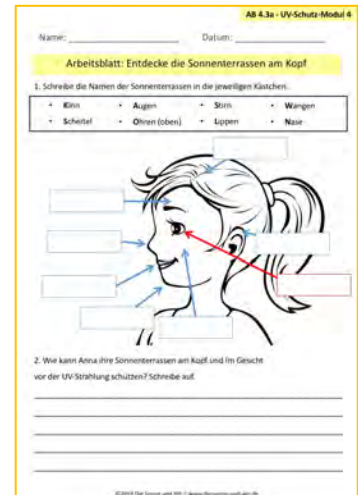 AB 4.3a - UV-Schutz-Modul 4
Name: Datum:
Arbeitsblatt: Entdecke die Sonnenterrassen am Kopf
1. Schreibe die Namen der Sonnenterrassen in die jeweiligen Kästchen.
• Kinn • Augen • Stirn • Wangen
• Scheitel • Ohren (oben) • Lippen • Nase
2. Wie kann Anna ihre Sonnenterrassen am Kopf und im Gesicht
vor der UV-Strahlung schützen? Schreibe auf.